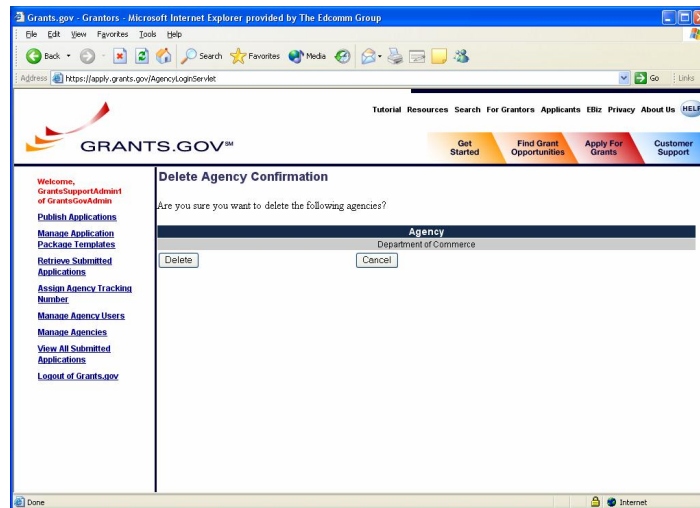 Grants.gov - Grantors - Microsoft Internet Explorer provided by The Edcomm Group
File Edit View Favorites Tools Help
Back Search Favorites Media
Address https://apply.grants.gov/AgencyLoginServlet Go Links
Tutorial Resources Search For Grantors Applicants EBiz Privacy About Us HELP
GRANTS.GOV SM
Get Started
Find Grant Opportunities
Apply For Grants
Customer Support
Welcome,
GrantsSupportAdmin1
of GrantsGovAdmin
Publish Applications
Manage Application
Package Templates
Retrieve Submitted
Applications
Assign Agency Tracking
Number
Manage Agency Users
Manage Agencies
View All Submitted
Applications
Logout of Grants.gov
Delete Agency Confirmation
Are you sure you want to delete the following agencies?
Agency
Department of Commerce
Delete Cancel
Done Internet